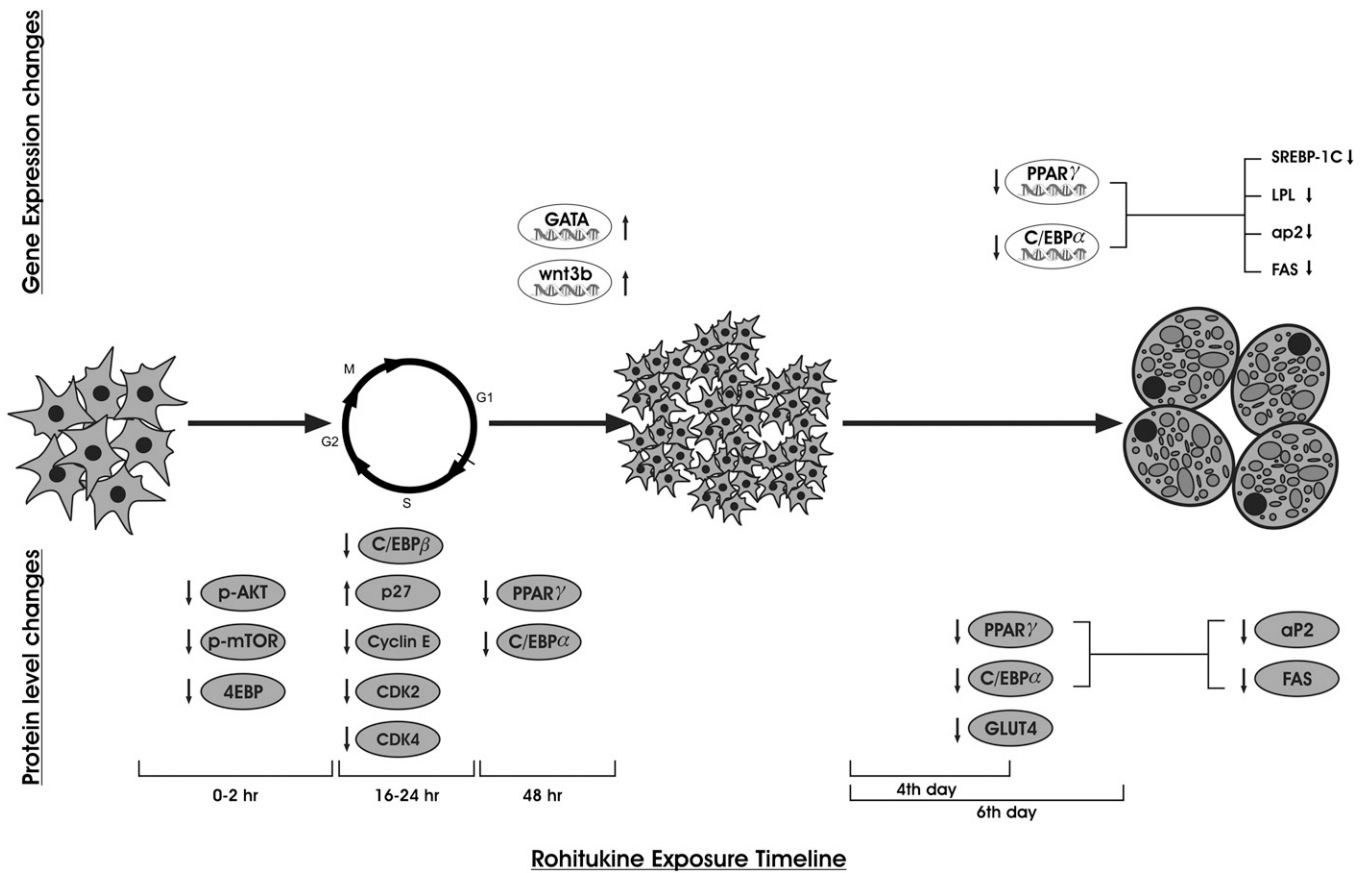 Gene Expression changes
GATA
wnt3b
PPARγ
C/EBPα
SREBP-1C
LPL
ap2
FAS
M
G1
G2
S
Protein level changes
p-AKT
p-mTOR
4EBP
C/EBPβ
p27
Cyclin E
CDK2
CDK4
PPARγ
C/EBPα
PPARγ
C/EBPα
GLUT4
aP2
FAS
0-2 hr
16-24 hr
48 hr
4th day
6th day
Rohitukine Exposure Timeline